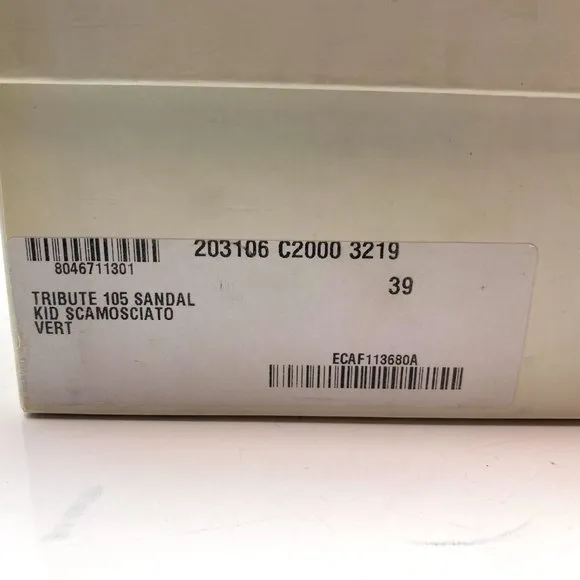 203106 C2000 3219
8046711301
39
TRIBUTE 105 SANDAL
KID SCAMOSCIATO
VERT
ECAF113680A